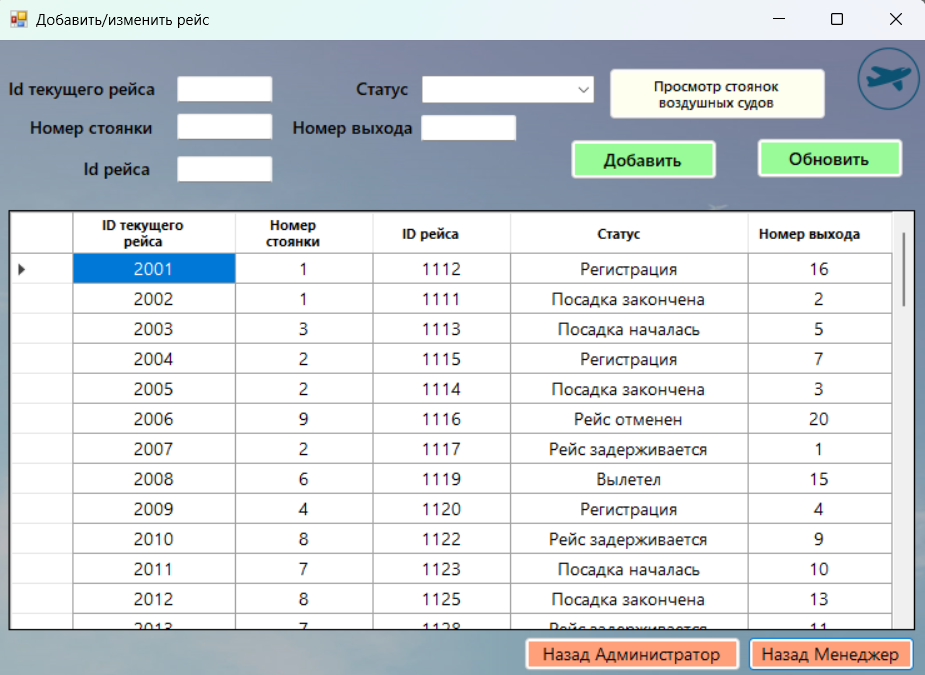 Добавить/изменить рейс
Id текущего рейса
Статус
Просмотр стоянок
воздушных судов
Номер стоянки
Номер выхода
Id рейса
Добавить
Обновить
ID текущего рейса Номер стоянки ID рейса Статус Номер выхода
2001 1 1112 Регистрация 16
2002 1 1111 Посадка закончена 2
2003 3 1113 Посадка началась 5
2004 2 1115 Регистрация 7
2005 2 1114 Посадка закончена 3
2006 9 1116 Рейс отменен 20
2007 2 1117 Рейс задерживается 1
2008 6 1119 Вылетел 15
2009 4 1120 Регистрация 4
2010 8 1122 Рейс задерживается 9
2011 7 1123 Посадка началась 10
2012 8 1125 Посадка закончена 13
2013 7 Рейс задерживается 11
Назад Администратор
Назад Менеджер